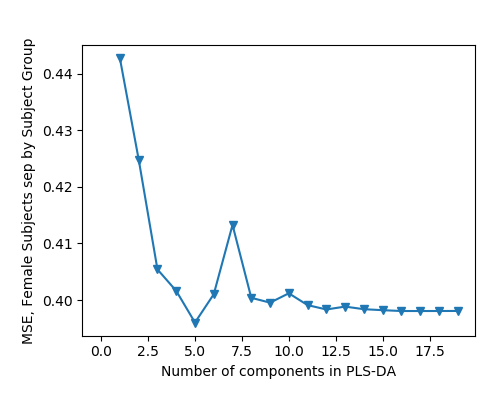 MSE, Female Subjects sep by Subject Group
0.44
0.43
0.42
0.41
0.40
0.0 2.5 5.0 7.5 10.0 12.5 15.0 17.5
Number of components in PLS-DA